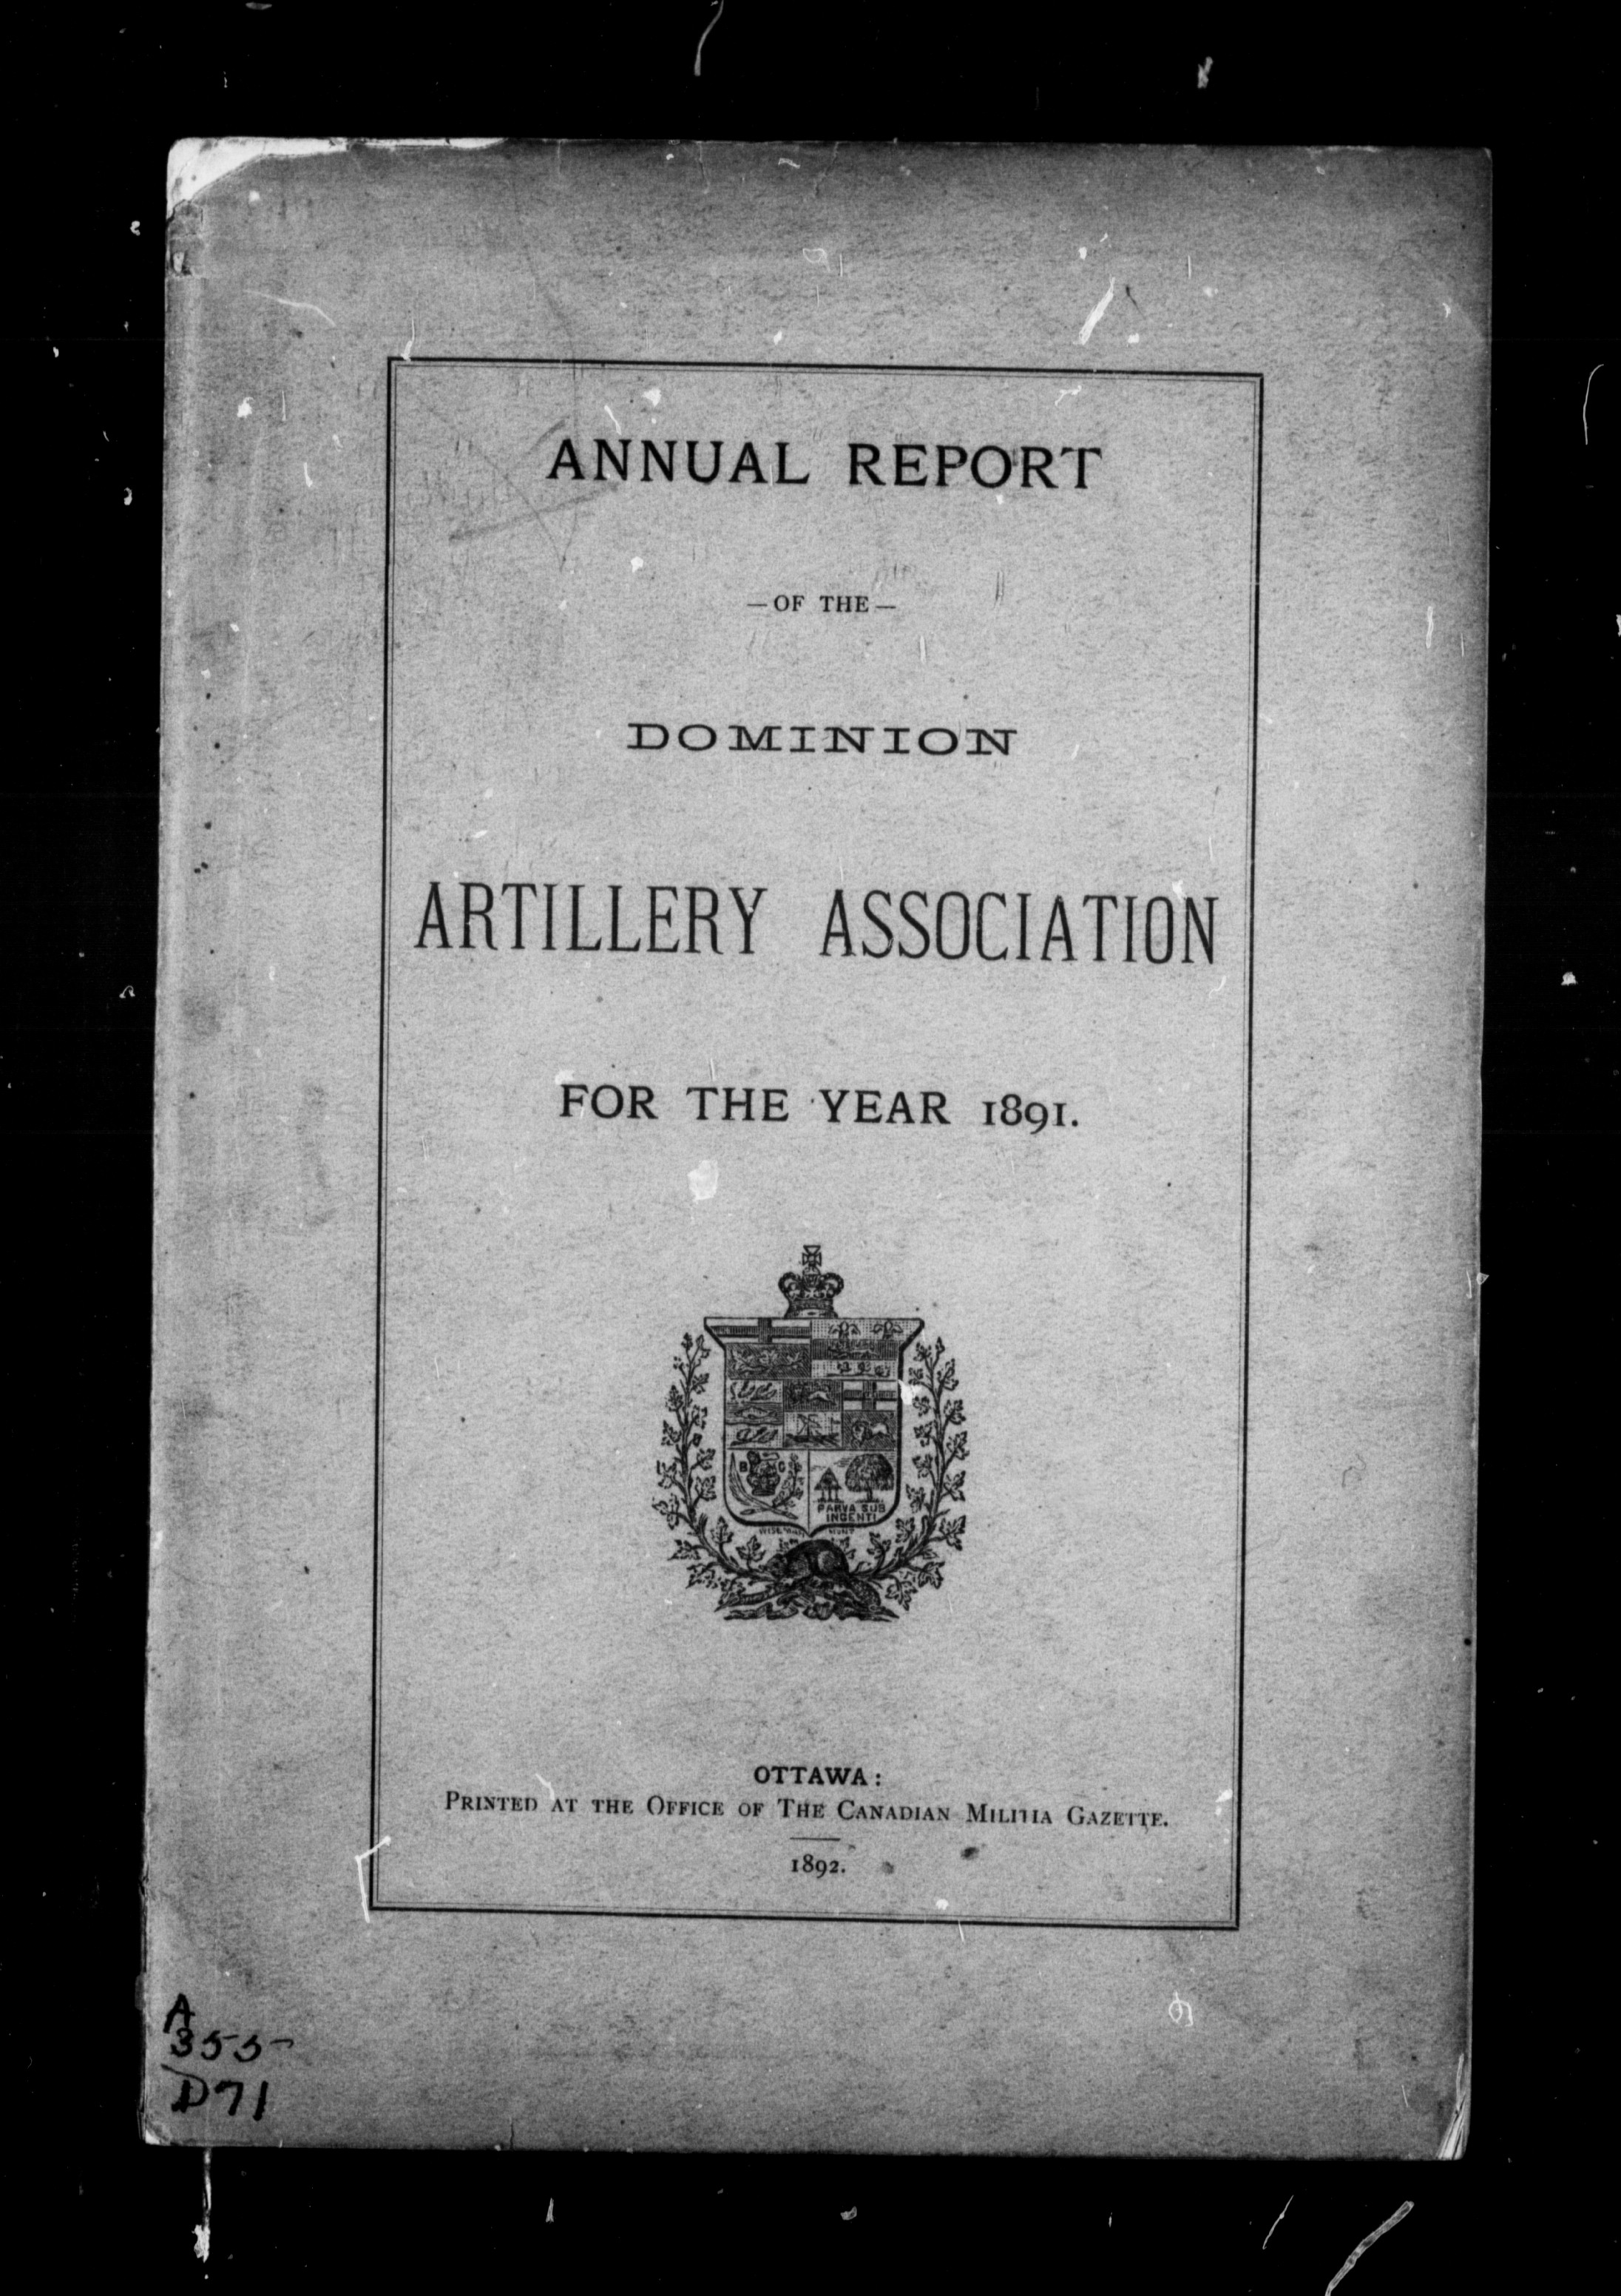 ANNUAL REPORT
—OF THE—
DOMINION
ARTILLERY ASSOCIATION
FOR THE YEAR 1891.
B C
PARVA SUB
INGENTI
OTTAWA:
PRINTED AT THE OFFICE OF THE CANADIAN MILITIA GAZETTE.
1892.
A
355
D71